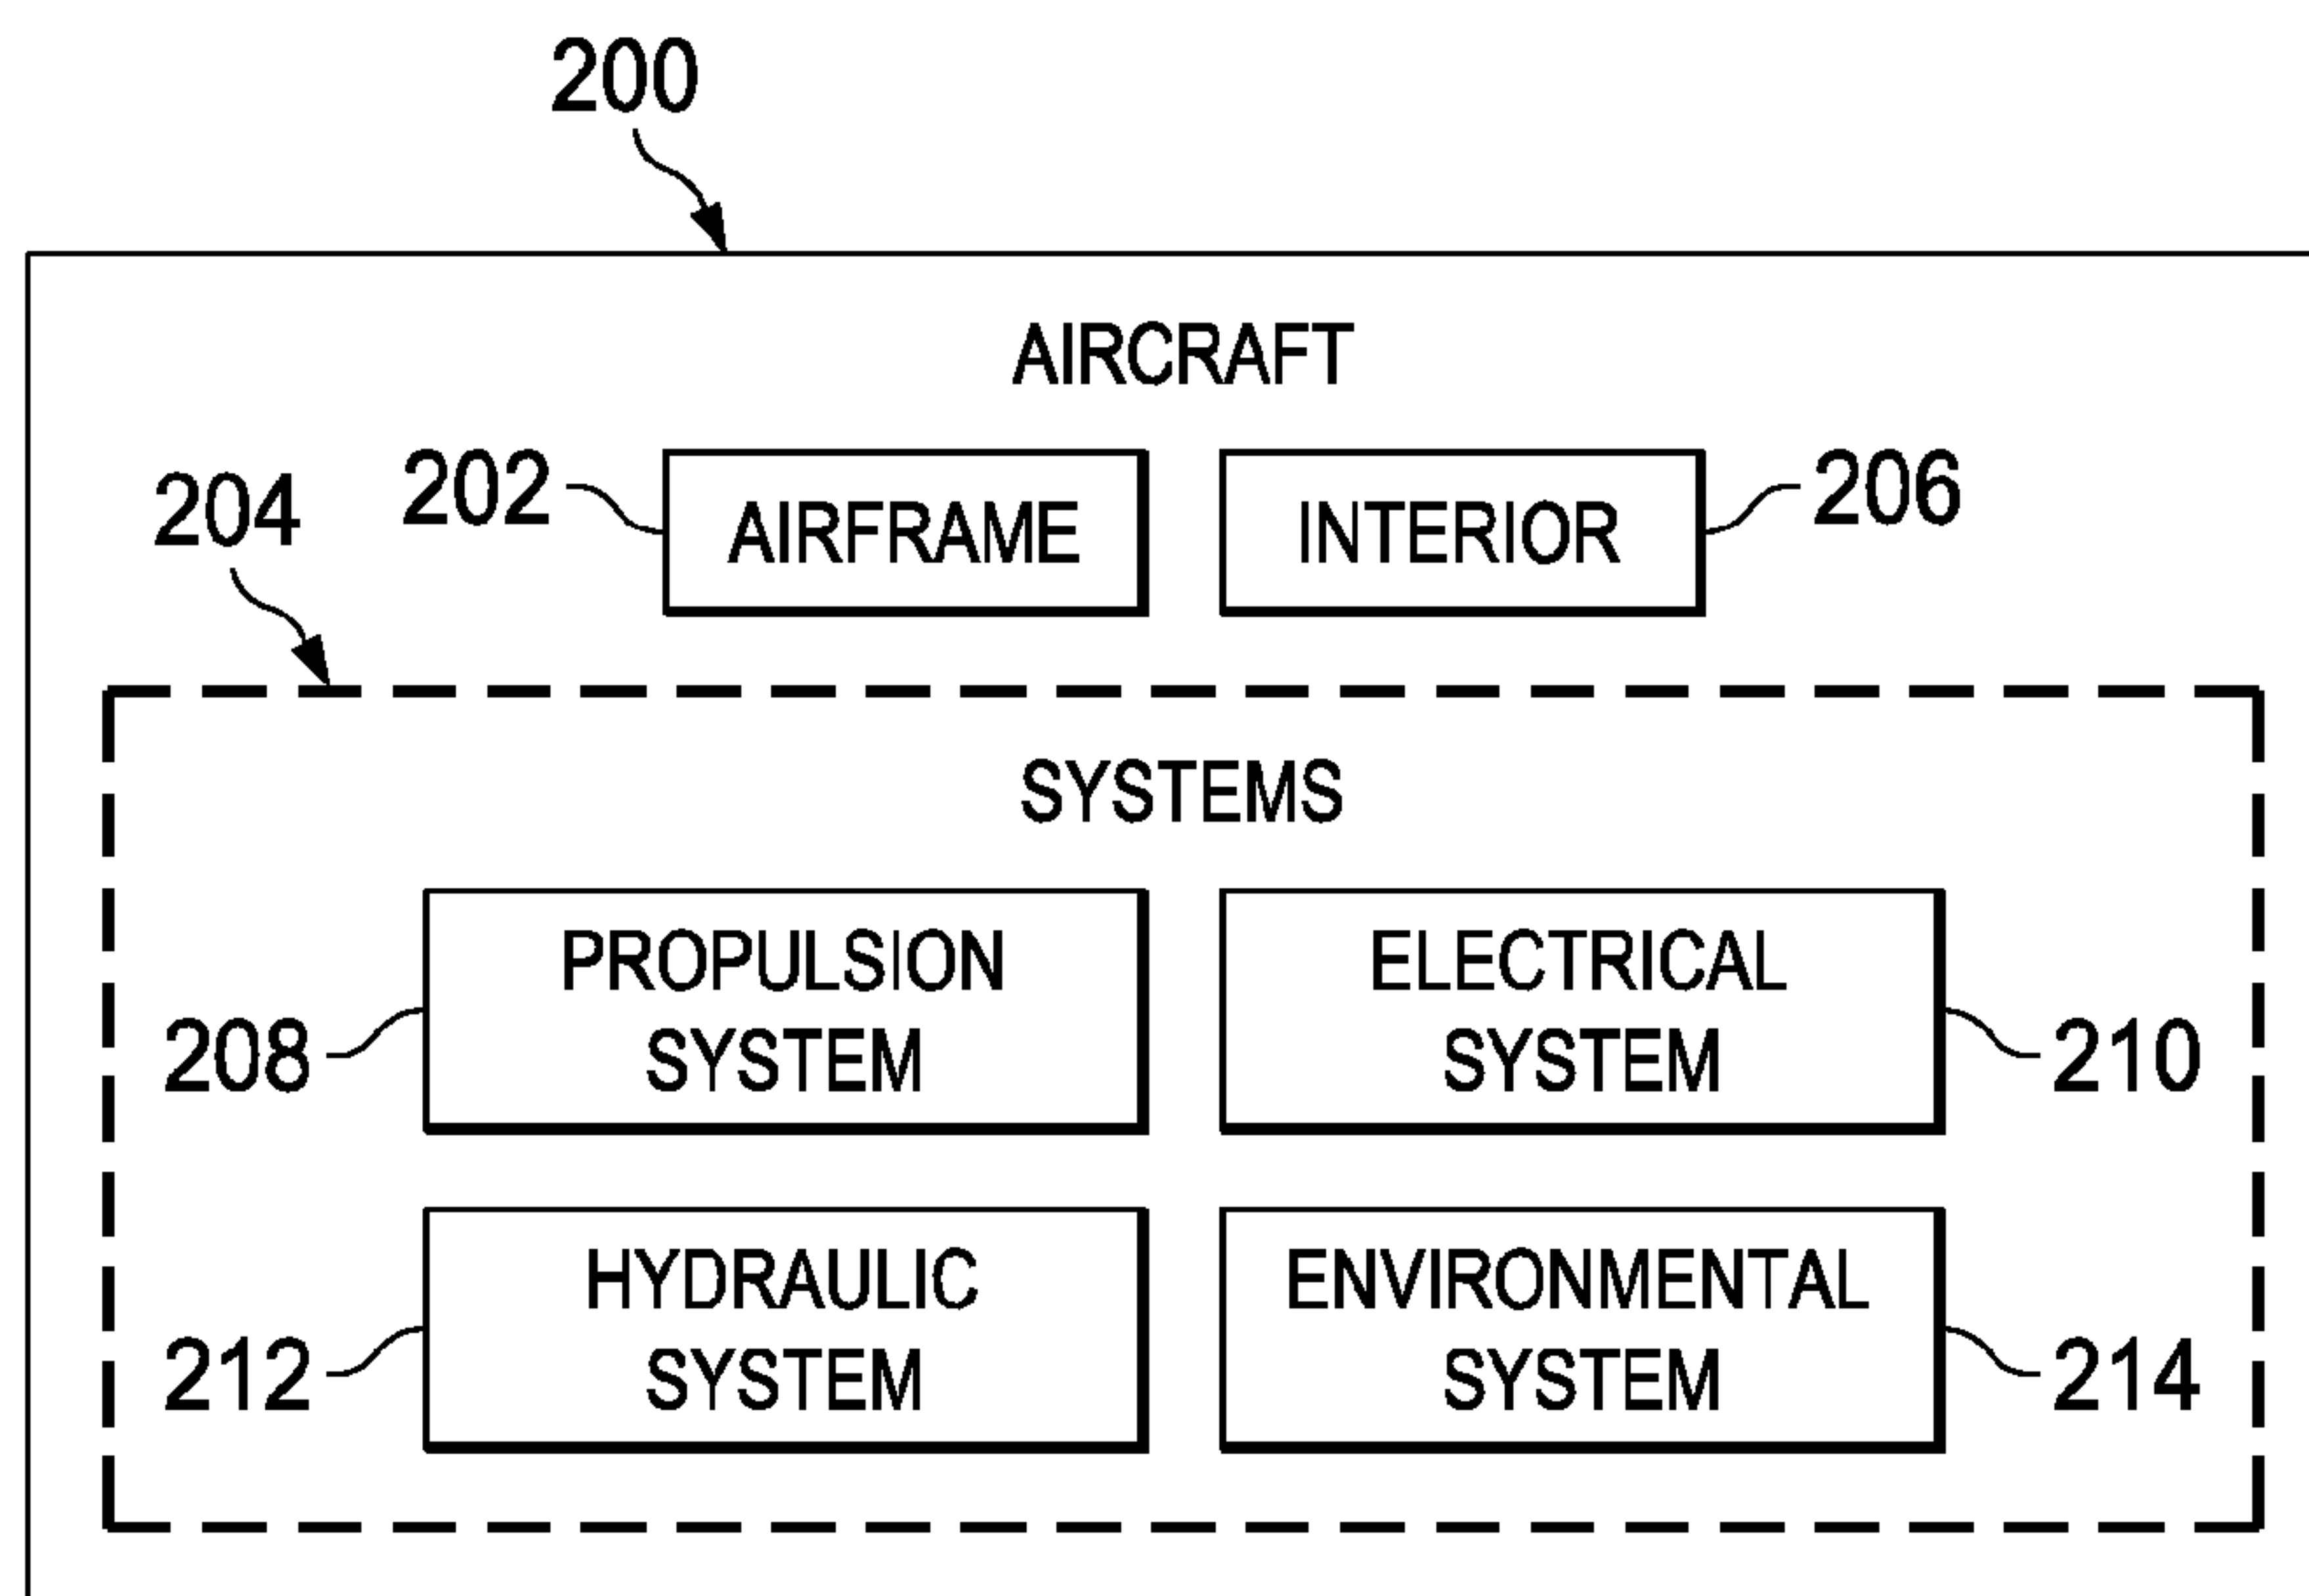 200
AIRCRAFT
202 AIRFRAME INTERIOR 206
204
SYSTEMS
PROPULSION ELECTRICAL
208 SYSTEM SYSTEM 210
HYDRAULIC ENVIRONMENTAL
212 SYSTEM SYSTEM 214